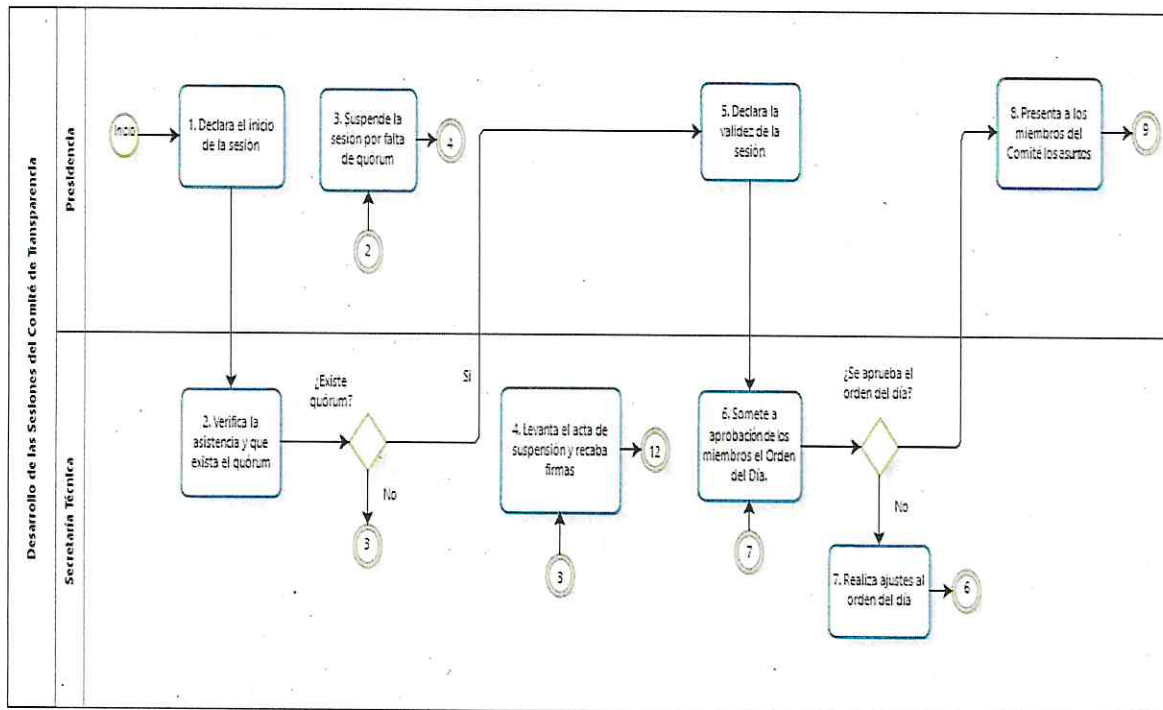 Desarrollo de las Sesiones del Comité de Transparencia
Presidencia
Inicio
1. Declara el inicio
de la sesión
3. Suspende la
sesión por falta
de quórum
4
2
5. Declara la
validez de la
sesión
8. Presenta a los
miembros del
Comité los asuntos
9
Secretaría Técnica
2. Verifica la
asistencia y que
exista el quórum
¿Existe
quórum?
Si
No
3
4. Levanta el acta de
suspensión y recaba
firmas
12
3
6. Somete a
aprobación de los
miembros el Orden
del Día.
7
¿Se aprueba el
orden del día?
No
7. Realiza ajustes al
orden del día
6